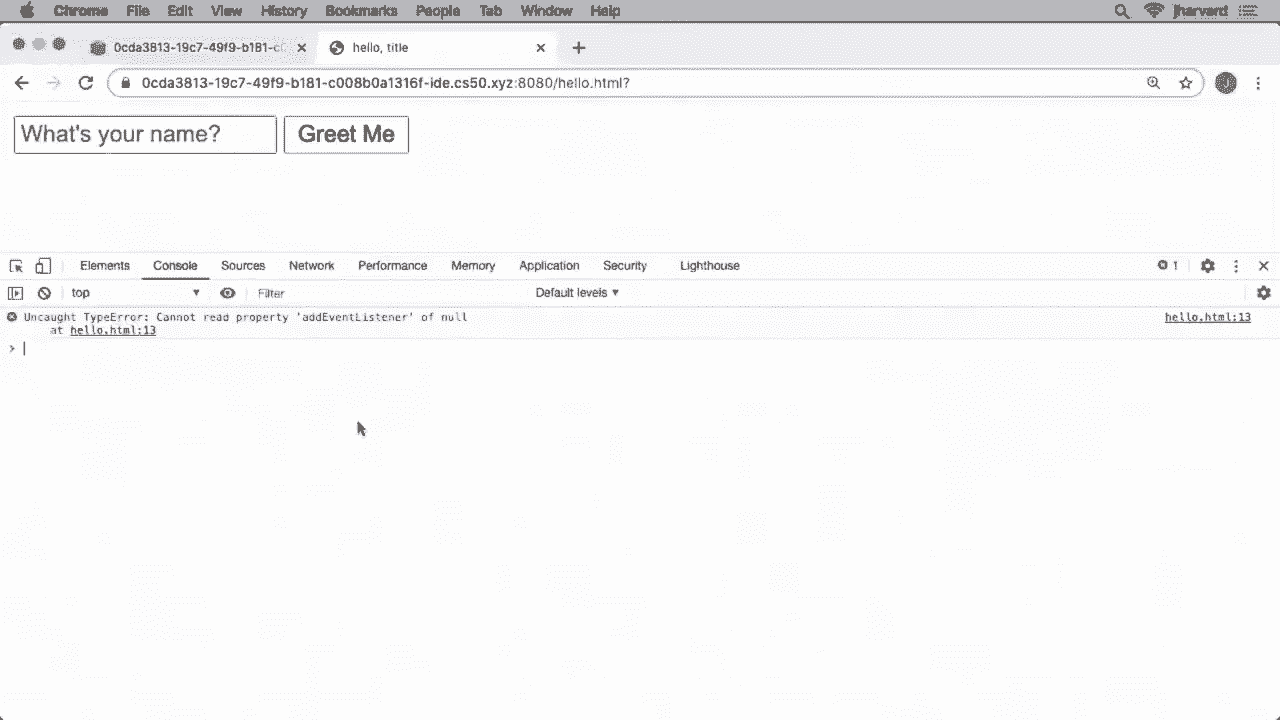 Chrome File Edit View History Bookmarks People Tab Window Help jharvard
0cda3813-19c7-49f9-b181-c0 hello, title
0cda3813-19c7-49f9-b181-c008b0a1316f-ide.cs50.xyz:8080/hello.html?
What's your name? Greet Me
Elements Console Sources Network Performance Memory Application Security Lighthouse 1
top Filter Default levels ▼
Uncaught TypeError: Cannot read property 'addEventListener' of null hello.html:13
at hello.html:13
>